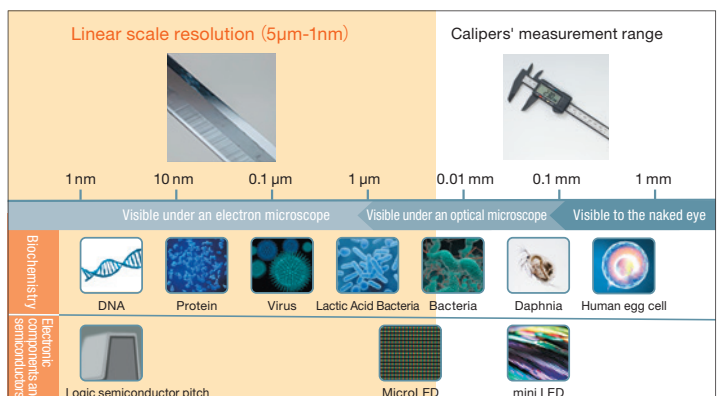 Linear scale resolution (5μm-1nm)
Calipers' measurement range
1 nm
10 nm
0.1 μm
1 μm
0.01 mm
0.1 mm
1 mm
Visible under an electron microscope
Visible under an optical microscope
Visible to the naked eye
Biochemistry
DNA
Protein
Virus
Lactic Acid Bacteria
Bacteria
Daphnia
Human egg cell
Electronic
components and
semiconductors
Logic semiconductor pitch
MicroLED
mini LED